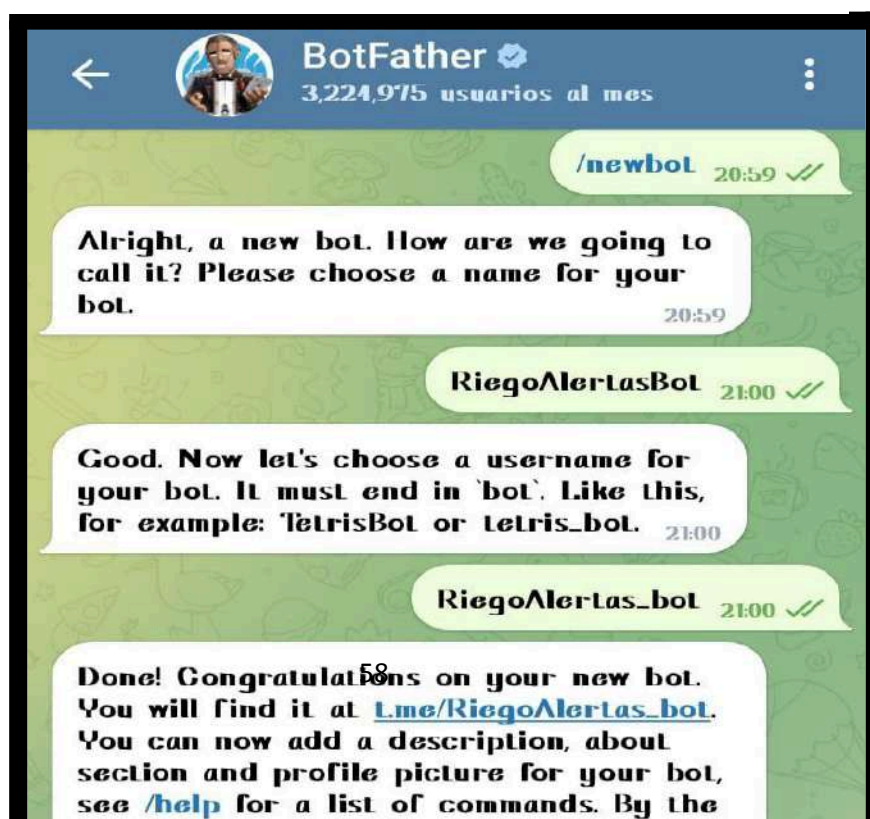 BotFather
3,224,975 usuarios al mes
/newbot 20:59
Alright, a new bot. How are we going to
call it? Please choose a name for your
bot. 20:59
RiegoAlertasBot 21:00
Good. Now let's choose a username for
your bot. It must end in `bot`. Like this,
for example: TetrisBot or tetris_bot. 21:00
RiegoAlertas_bot 21:00
58
Done! Congratulations on your new bot.
You will find it at t.me/RiegoAlertas_bot.
You can now add a description, about
section and profile picture for your bot,
see /help for a list of commands. By the